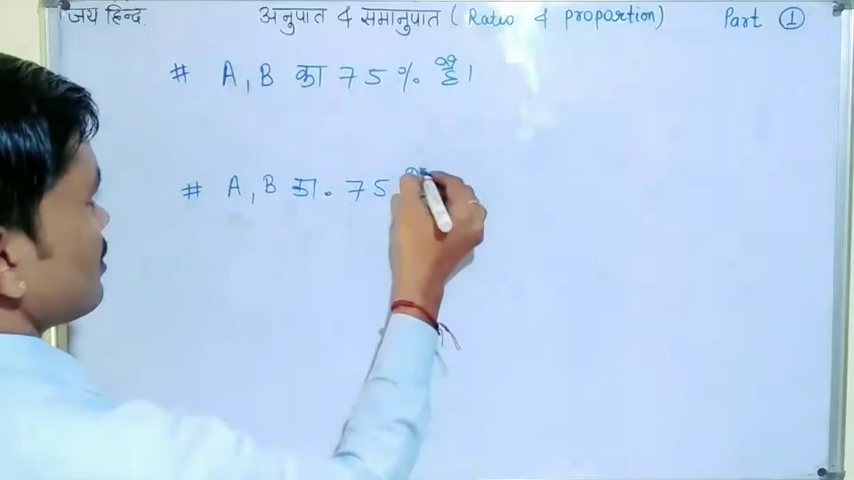 जय हिन्द. अनुपात & समानुपात ( Ratio & proportion) Part ①
# A, B का 75 % है।
# A, B का. 75